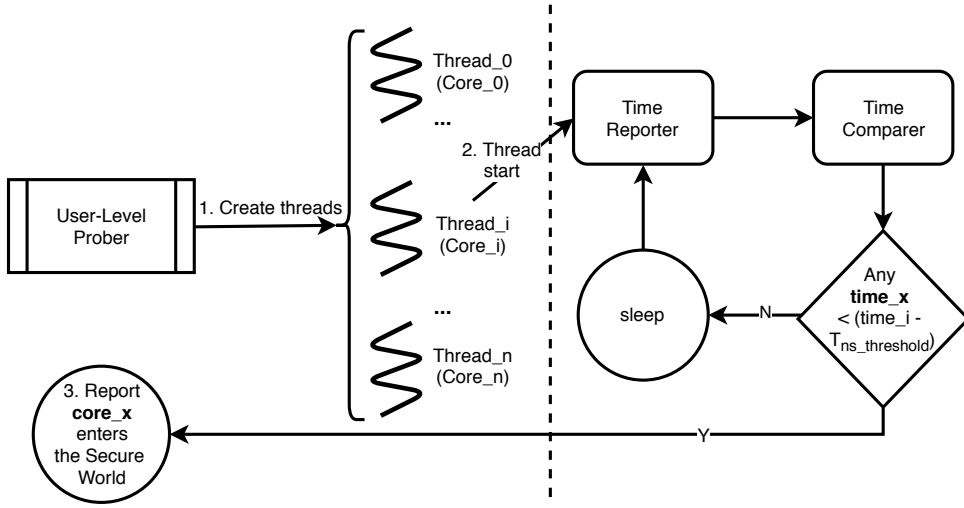 User-Level
Prober
1. Create threads
Thread_0
(Core_0)
...
Thread_i
(Core_i)
...
Thread_n
(Core_n)
2. Thread
start
Time
Reporter
Time
Comparer
Any
time_x
< (time_i -
Tns_threshold)
N
sleep
Y
3. Report
core_x
enters
the Secure
World